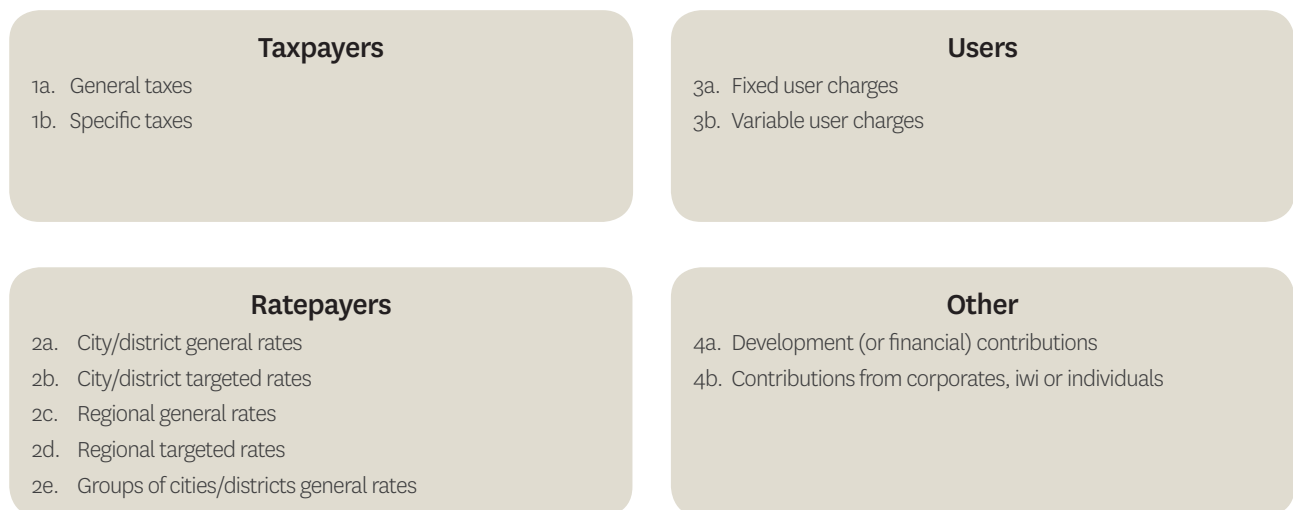 Taxpayers
1a. General taxes
1b. Specific taxes
Users
3a. Fixed user charges
3b. Variable user charges
Ratepayers
2a. City/district general rates
2b. City/district targeted rates
2c. Regional general rates
2d. Regional targeted rates
2e. Groups of cities/districts general rates
Other
4a. Development (or financial) contributions
4b. Contributions from corporates, iwi or individuals